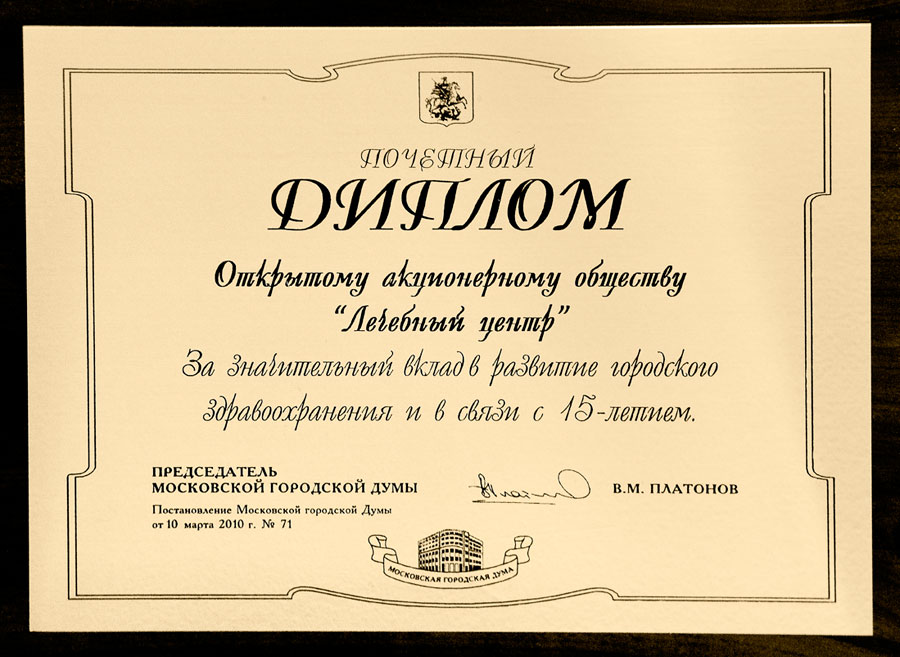 ПОЧЕТНЫЙ
ДИПЛОМ
Открытому акционерному обществу
"Лечебный центр"
За значительный вклад в развитие городского
здравоохранения и в связи с 15-летием.
ПРЕДСЕДАТЕЛЬ
МОСКОВСКОЙ ГОРОДСКОЙ ДУМЫ
В.М. ПЛАТОНОВ
Постановление Московской городской Думы
от 10 марта 2010 г. № 71
МОСКОВСКАЯ ГОРОДСКАЯ ДУМА